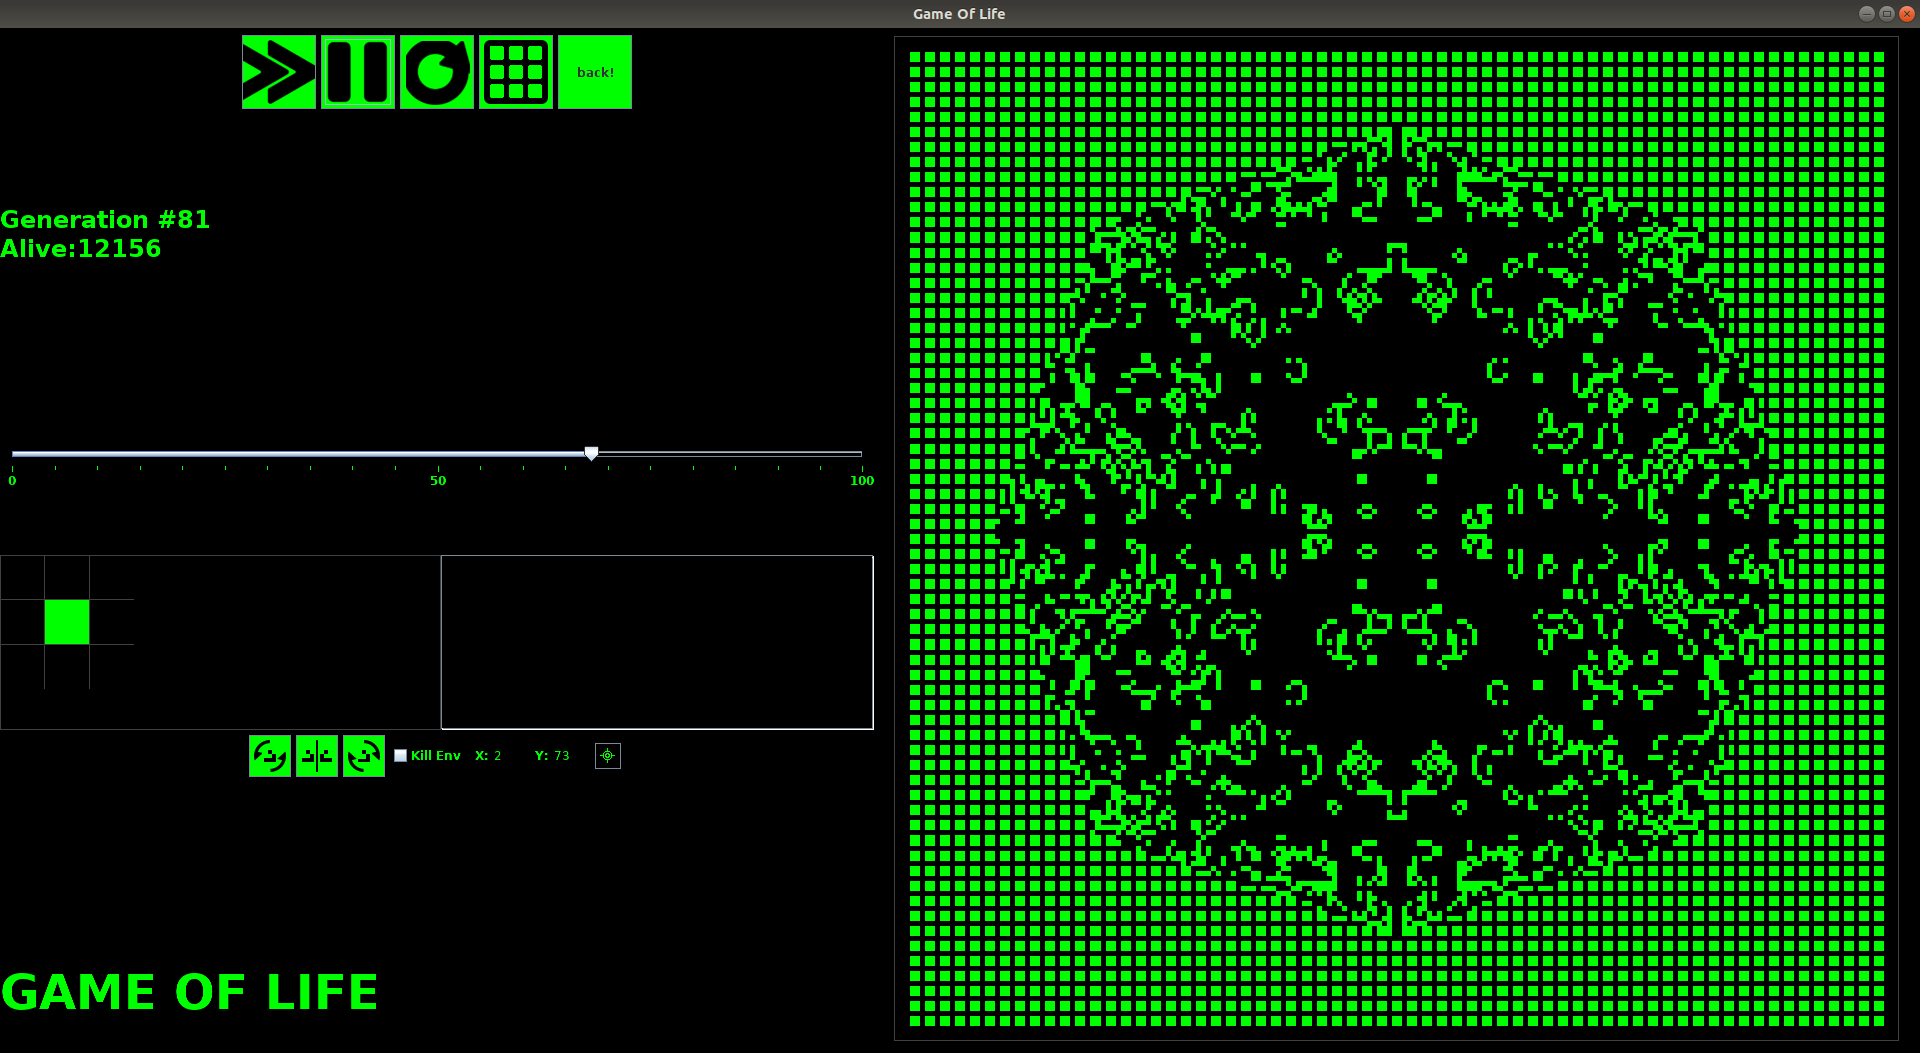 Game Of Life
back!
Generation #81
Alive:12156
0 50 100
Kill Env X: 2 Y: 73
GAME OF LIFE